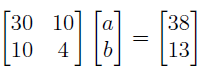 [30 10] [a] = [38]
[10 4] [b] [13]